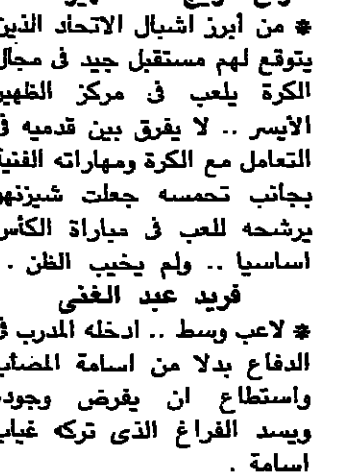 * من أبرز اشبال الاتحاد الذين
يتوقع لهم مستقبل جيد فى مجال
الكرة يلعب فى مركز الظهير
الأيسر .. لا يفرق بين قدميه فى
التعامل مع الكرة ومهاراته الفنية
بجانب تحمسه جعلت شيزنهو
يرشحه للعب فى مباراة الكأس
اساسيا .. ولم يخيب الظن .
فريد عبد الغنى
* لاعب وسط .. ادخله المدرب فى
الدفاع بدلا من اسامة المصاب
واستطاع ان يفرض وجوده
ويسد الفراغ الذى تركه غياب
اسامة .